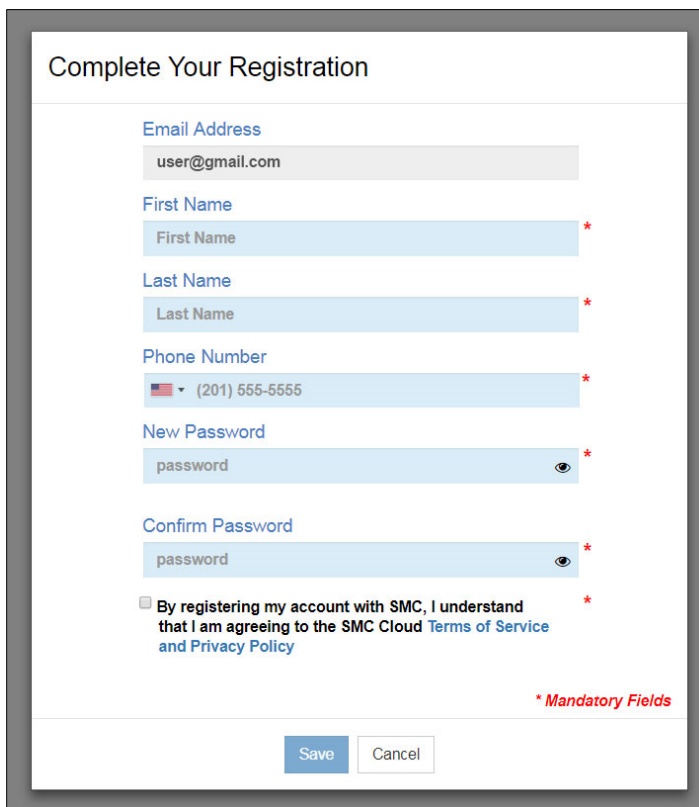 Complete Your Registration
Email Address
user@gmail.com
First Name
First Name
*
Last Name
Last Name
*
Phone Number
(201) 555-5555
*
New Password
password
*
Confirm Password
password
*
By registering my account with SMC, I understand
*
that I am agreeing to the SMC Cloud Terms of Service
and Privacy Policy
* Mandatory Fields
Save
Cancel